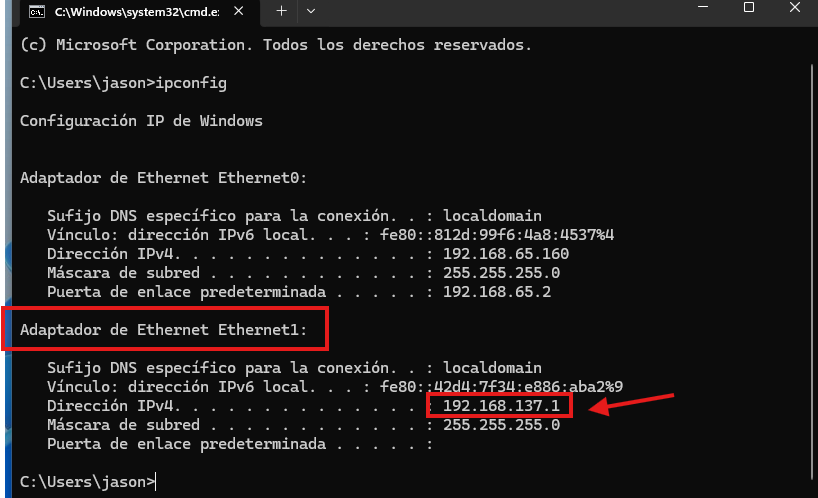 C:\Windows\system32\cmd.e:
(c) Microsoft Corporation. Todos los derechos reservados.
C:\Users\jason>ipconfig
Configuración IP de Windows
Adaptador de Ethernet Ethernet0:
Sufijo DNS específico para la conexión. . : localdomain
Vínculo: dirección IPv6 local. . . : fe80::812d:99f6:4a8:4537%4
Dirección IPv4. . . . . . . . . . . . . . : 192.168.65.160
Máscara de subred . . . . . . . . . . . . : 255.255.255.0
Puerta de enlace predeterminada . . . . . : 192.168.65.2
Adaptador de Ethernet Ethernet1:
Sufijo DNS específico para la conexión. . : localdomain
Vínculo: dirección IPv6 local. . . : fe80::42d4:7f34:e886:aba2%9
Dirección IPv4. . . . . . . . . . . . . . : 192.168.137.1
Máscara de subred . . . . . . . . . . . . : 255.255.255.0
Puerta de enlace predeterminada . . . . . :
C:\Users\jason>